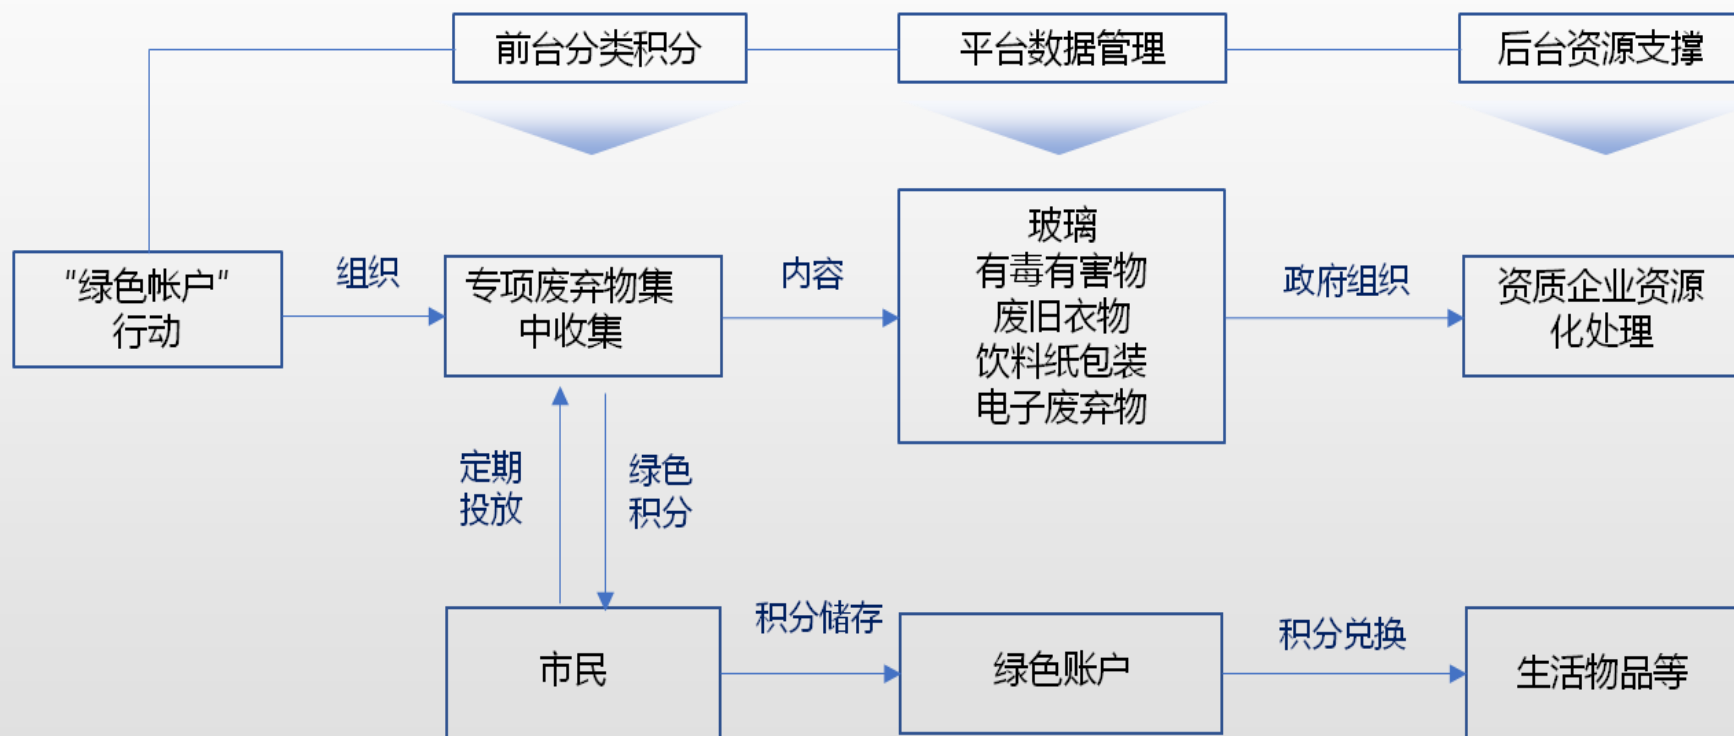 前台分类积分
平台数据管理
后台资源支撑
"绿色帐户"
行动
组织
专项废弃物集
中收集
内容
玻璃
有毒有害物
废旧衣物
饮料纸包装
电子废弃物
政府组织
资质企业资源
化处理
定期
投放
绿色
积分
市民
积分储存
绿色账户
积分兑换
生活物品等